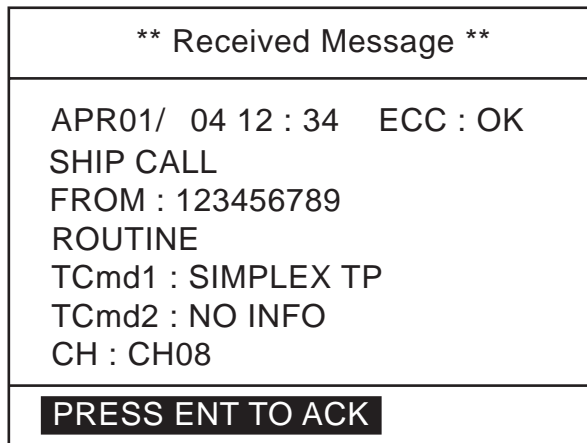 ** Received Message **
APR01/ 04 12 : 34 ECC : OK
SHIP CALL
FROM : 123456789
ROUTINE
TCmd1 : SIMPLEX TP
TCmd2 : NO INFO
CH : CH08
PRESS ENT TO ACK